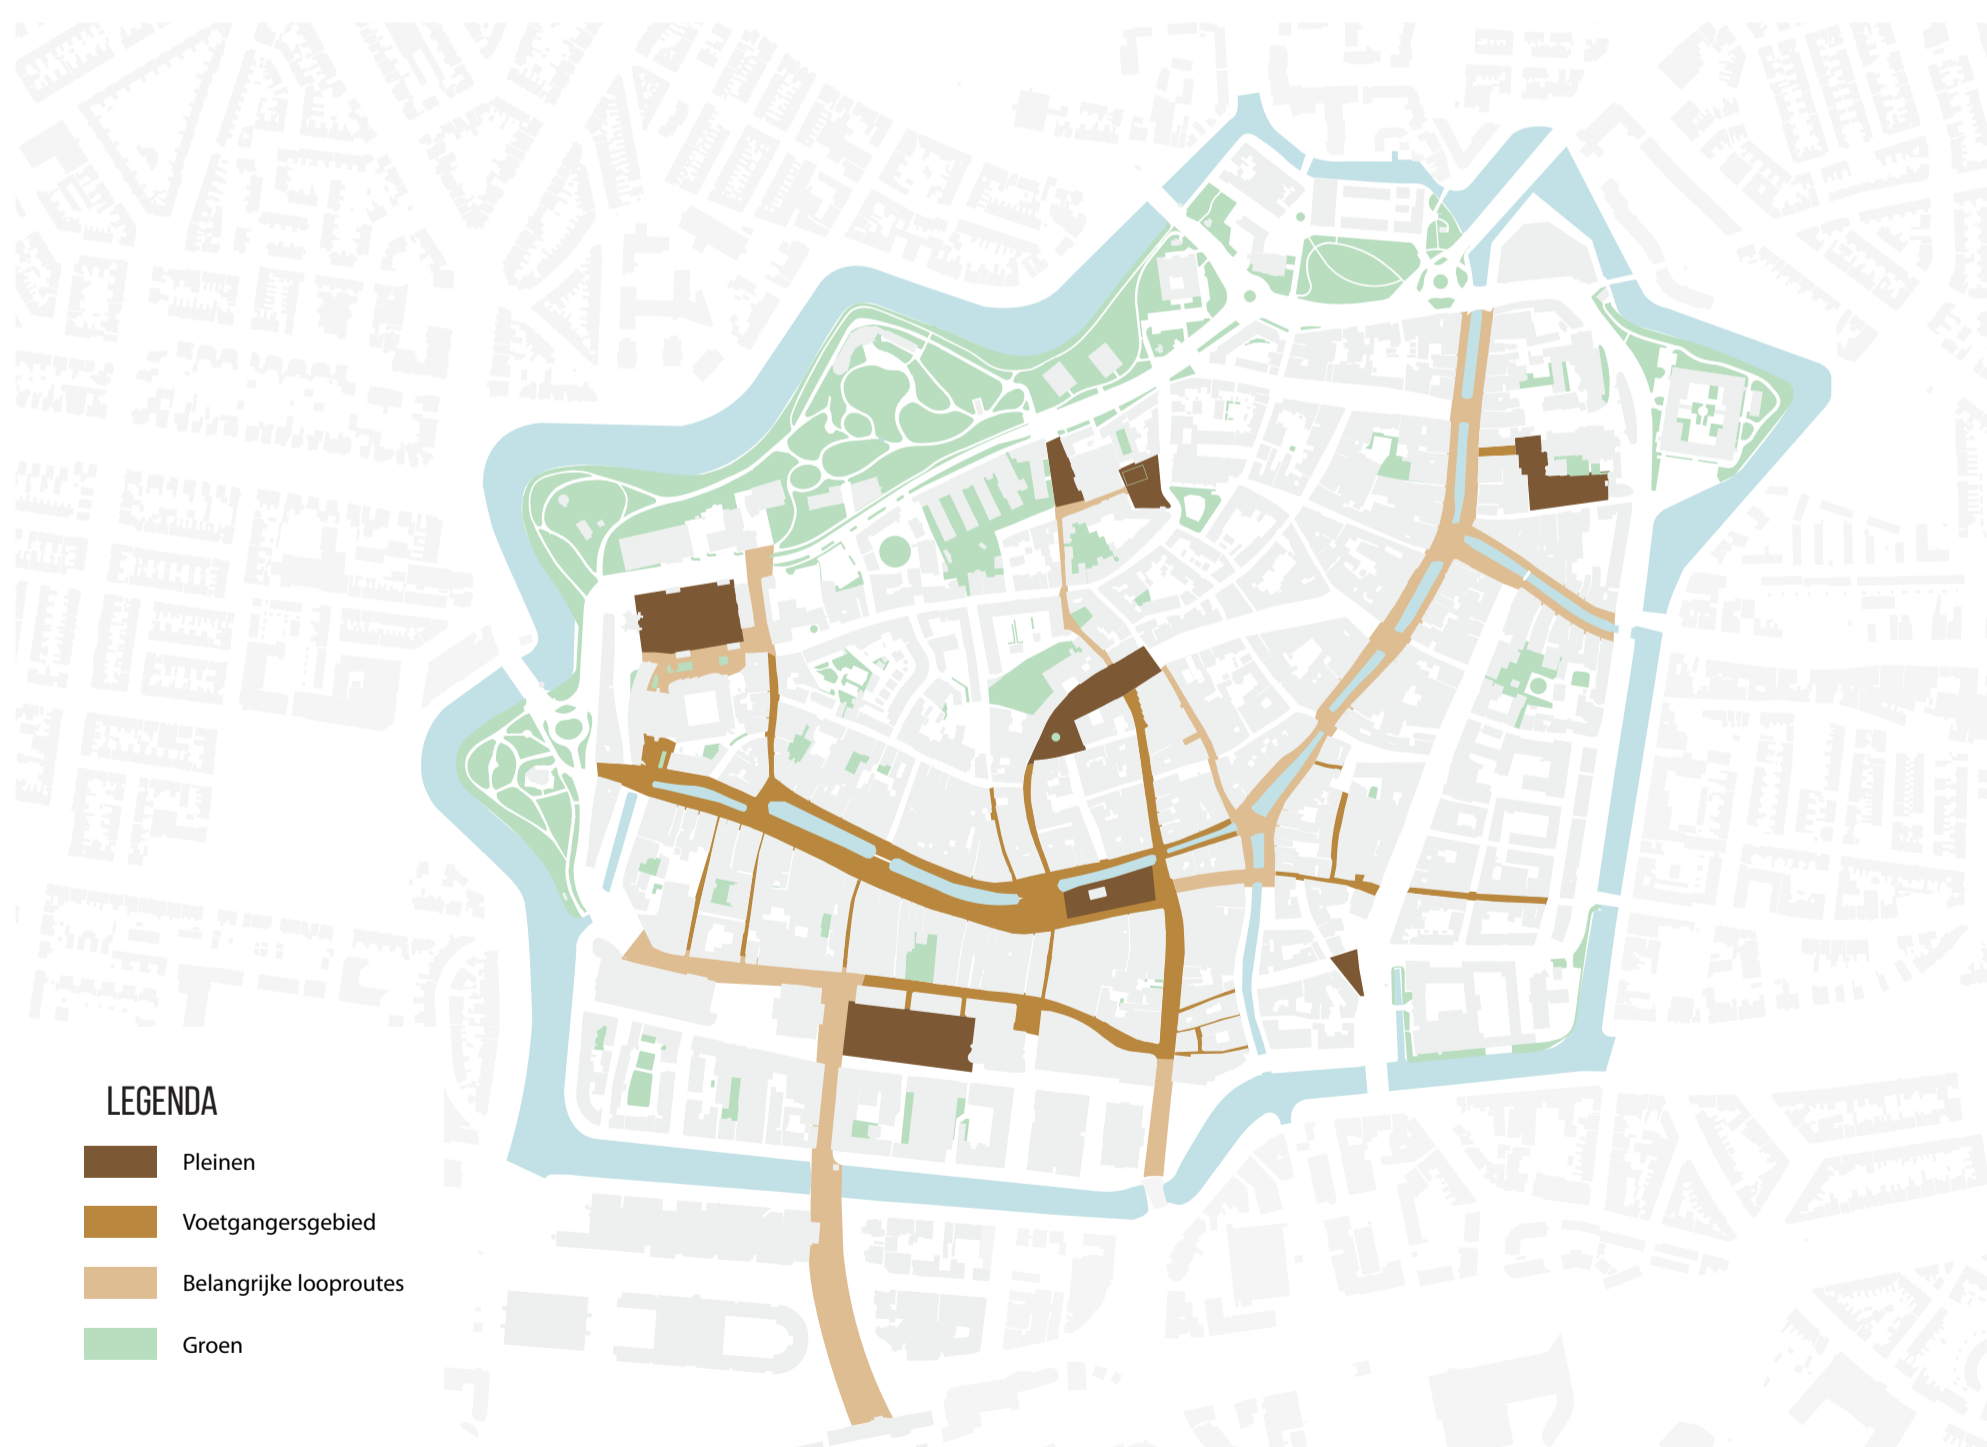 LEGENDA
Pleinen
Voetgangersgebied
Belangrijke looproutes
Groen